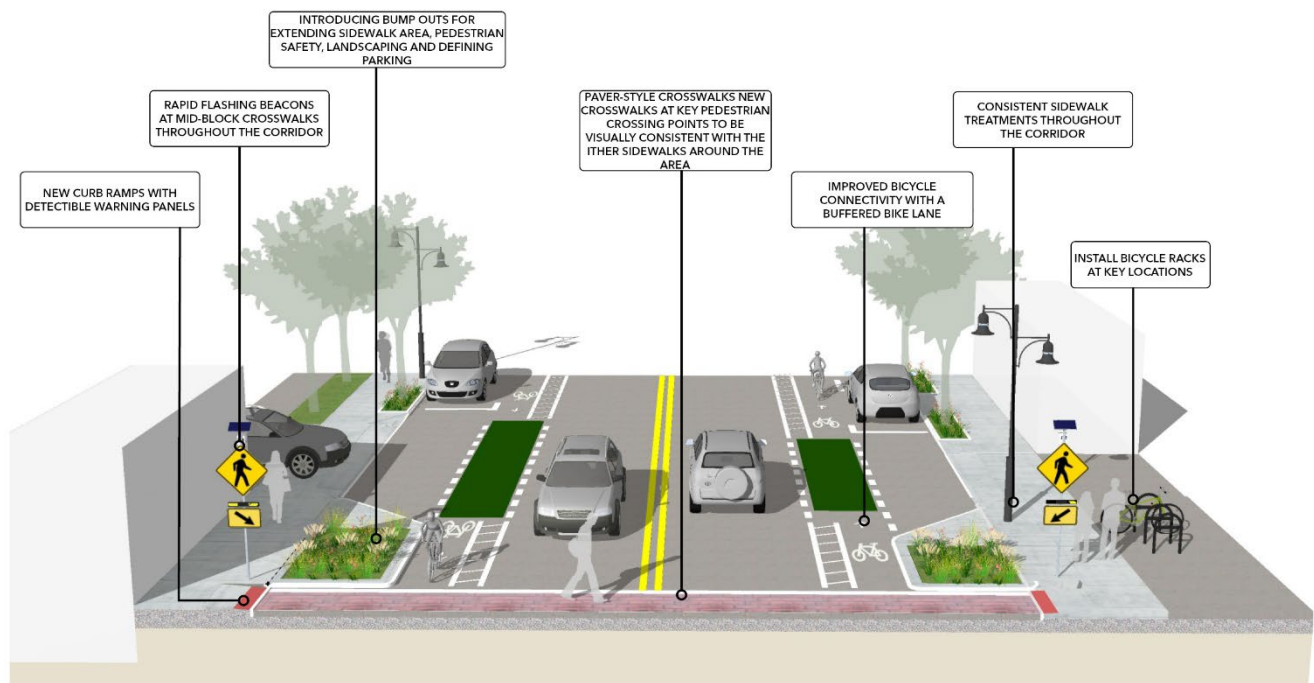 INTRODUCING BUMP OUTS FOR
EXTENDING SIDEWALK AREA, PEDESTRIAN
SAFETY, LANDSCAPING AND DEFINING
PARKING
RAPID FLASHING BEACONS
AT MID-BLOCK CROSSWALKS
THROUGHOUT THE CORRIDOR
NEW CURB RAMPS WITH
DETECTIBLE WARNING PANELS
PAVER-STYLE CROSSWALKS NEW
CROSSWALKS AT KEY PEDESTRIAN
CROSSING POINTS TO BE
VISUALLY CONSISTENT WITH THE
ITHER SIDEWALKS AROUND THE
AREA
IMPROVED BICYCLE
CONNECTIVITY WITH A
BUFFERED BIKE LANE
CONSISTENT SIDEWALK
TREATMENTS THROUGHOUT
THE CORRIDOR
INSTALL BICYCLE RACKS
AT KEY LOCATIONS